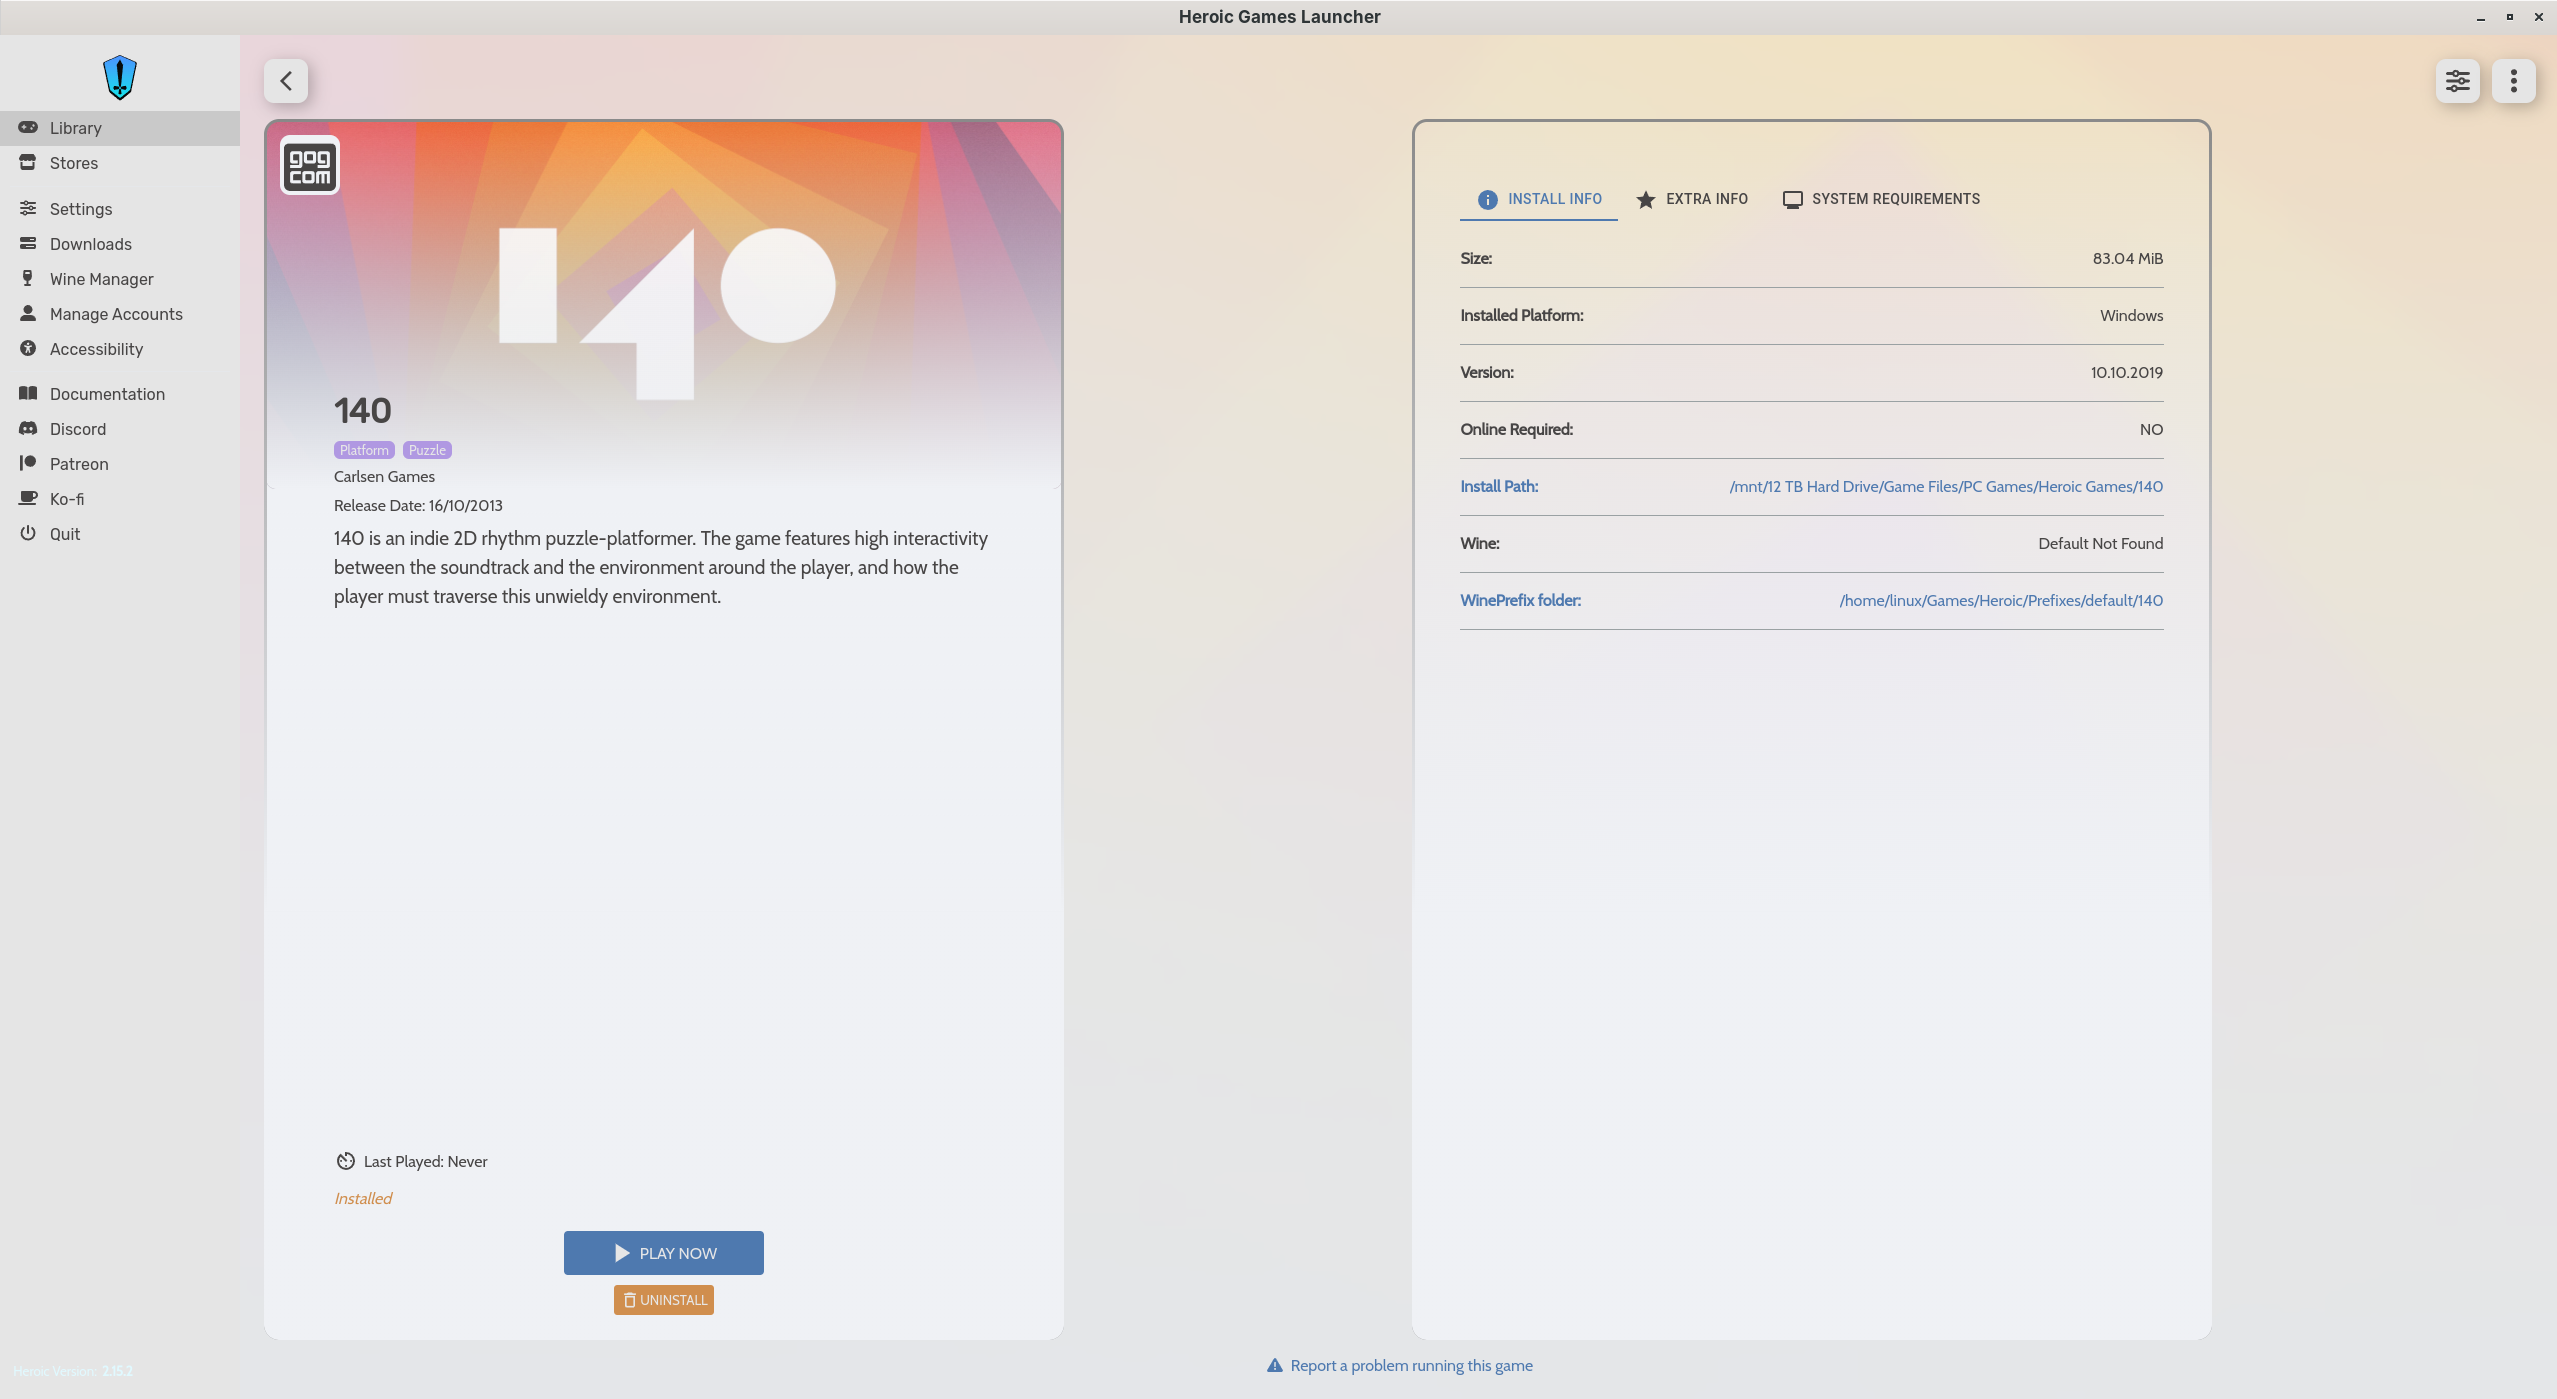 Heroic Games Launcher
Library
Stores
Settings
Downloads
Wine Manager
Manage Accounts
Accessibility
Documentation
Discord
Patreon
Ko-fi
Quit
Heroic Version: 2.15.2
gog
com
140
140
Platform Puzzle
Carlsen Games
Release Date: 16/10/2013
140 is an indie 2D rhythm puzzle-platformer. The game features high interactivity
between the soundtrack and the environment around the player, and how the
player must traverse this unwieldy environment.
Last Played: Never
Installed
PLAY NOW
UNINSTALL
INSTALL INFO EXTRA INFO SYSTEM REQUIREMENTS
Size: 83.04 MiB
Installed Platform: Windows
Version: 10.10.2019
Online Required: NO
Install Path: /mnt/12 TB Hard Drive/Game Files/PC Games/Heroic Games/140
Wine: Default Not Found
WinePrefix folder: /home/linux/Games/Heroic/Prefixes/default/140
Report a problem running this game